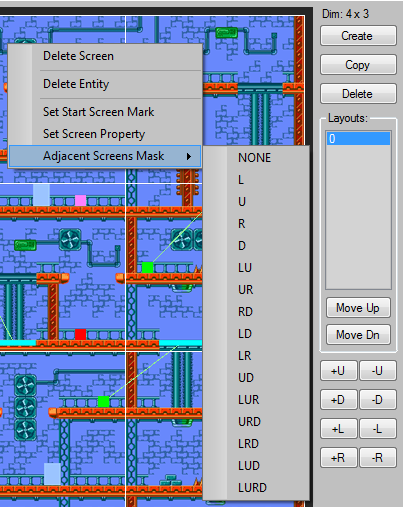 Delete Screen
Delete Entity
Set Start Screen Mark
Set Screen Property
Adjacent Screens Mask
NONE
L
U
R
D
LU
UR
RD
LD
LR
UD
LUR
URD
LRD
LUD
LURD
Dim: 4 x 3
Create
Copy
Delete
Layouts:
0
Move Up
Move Dn
+U -U
+D -D
+L -L
+R -R